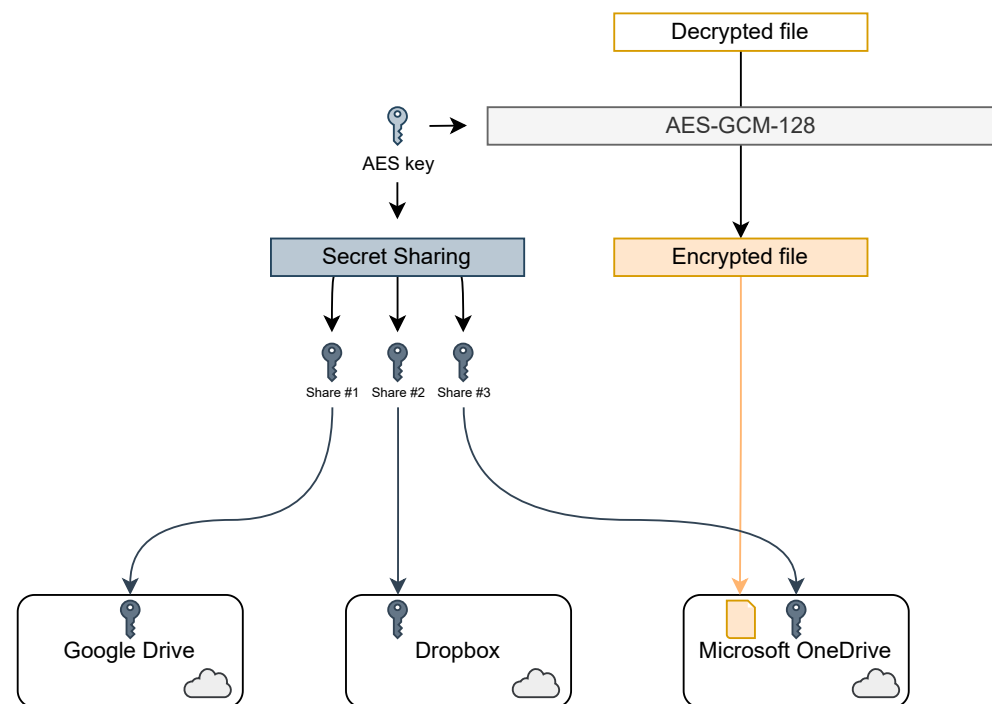 Decrypted file
AES-GCM-128
AES key
Secret Sharing
Encrypted file
Share #1
Share #2
Share #3
Google Drive
Dropbox
Microsoft OneDrive